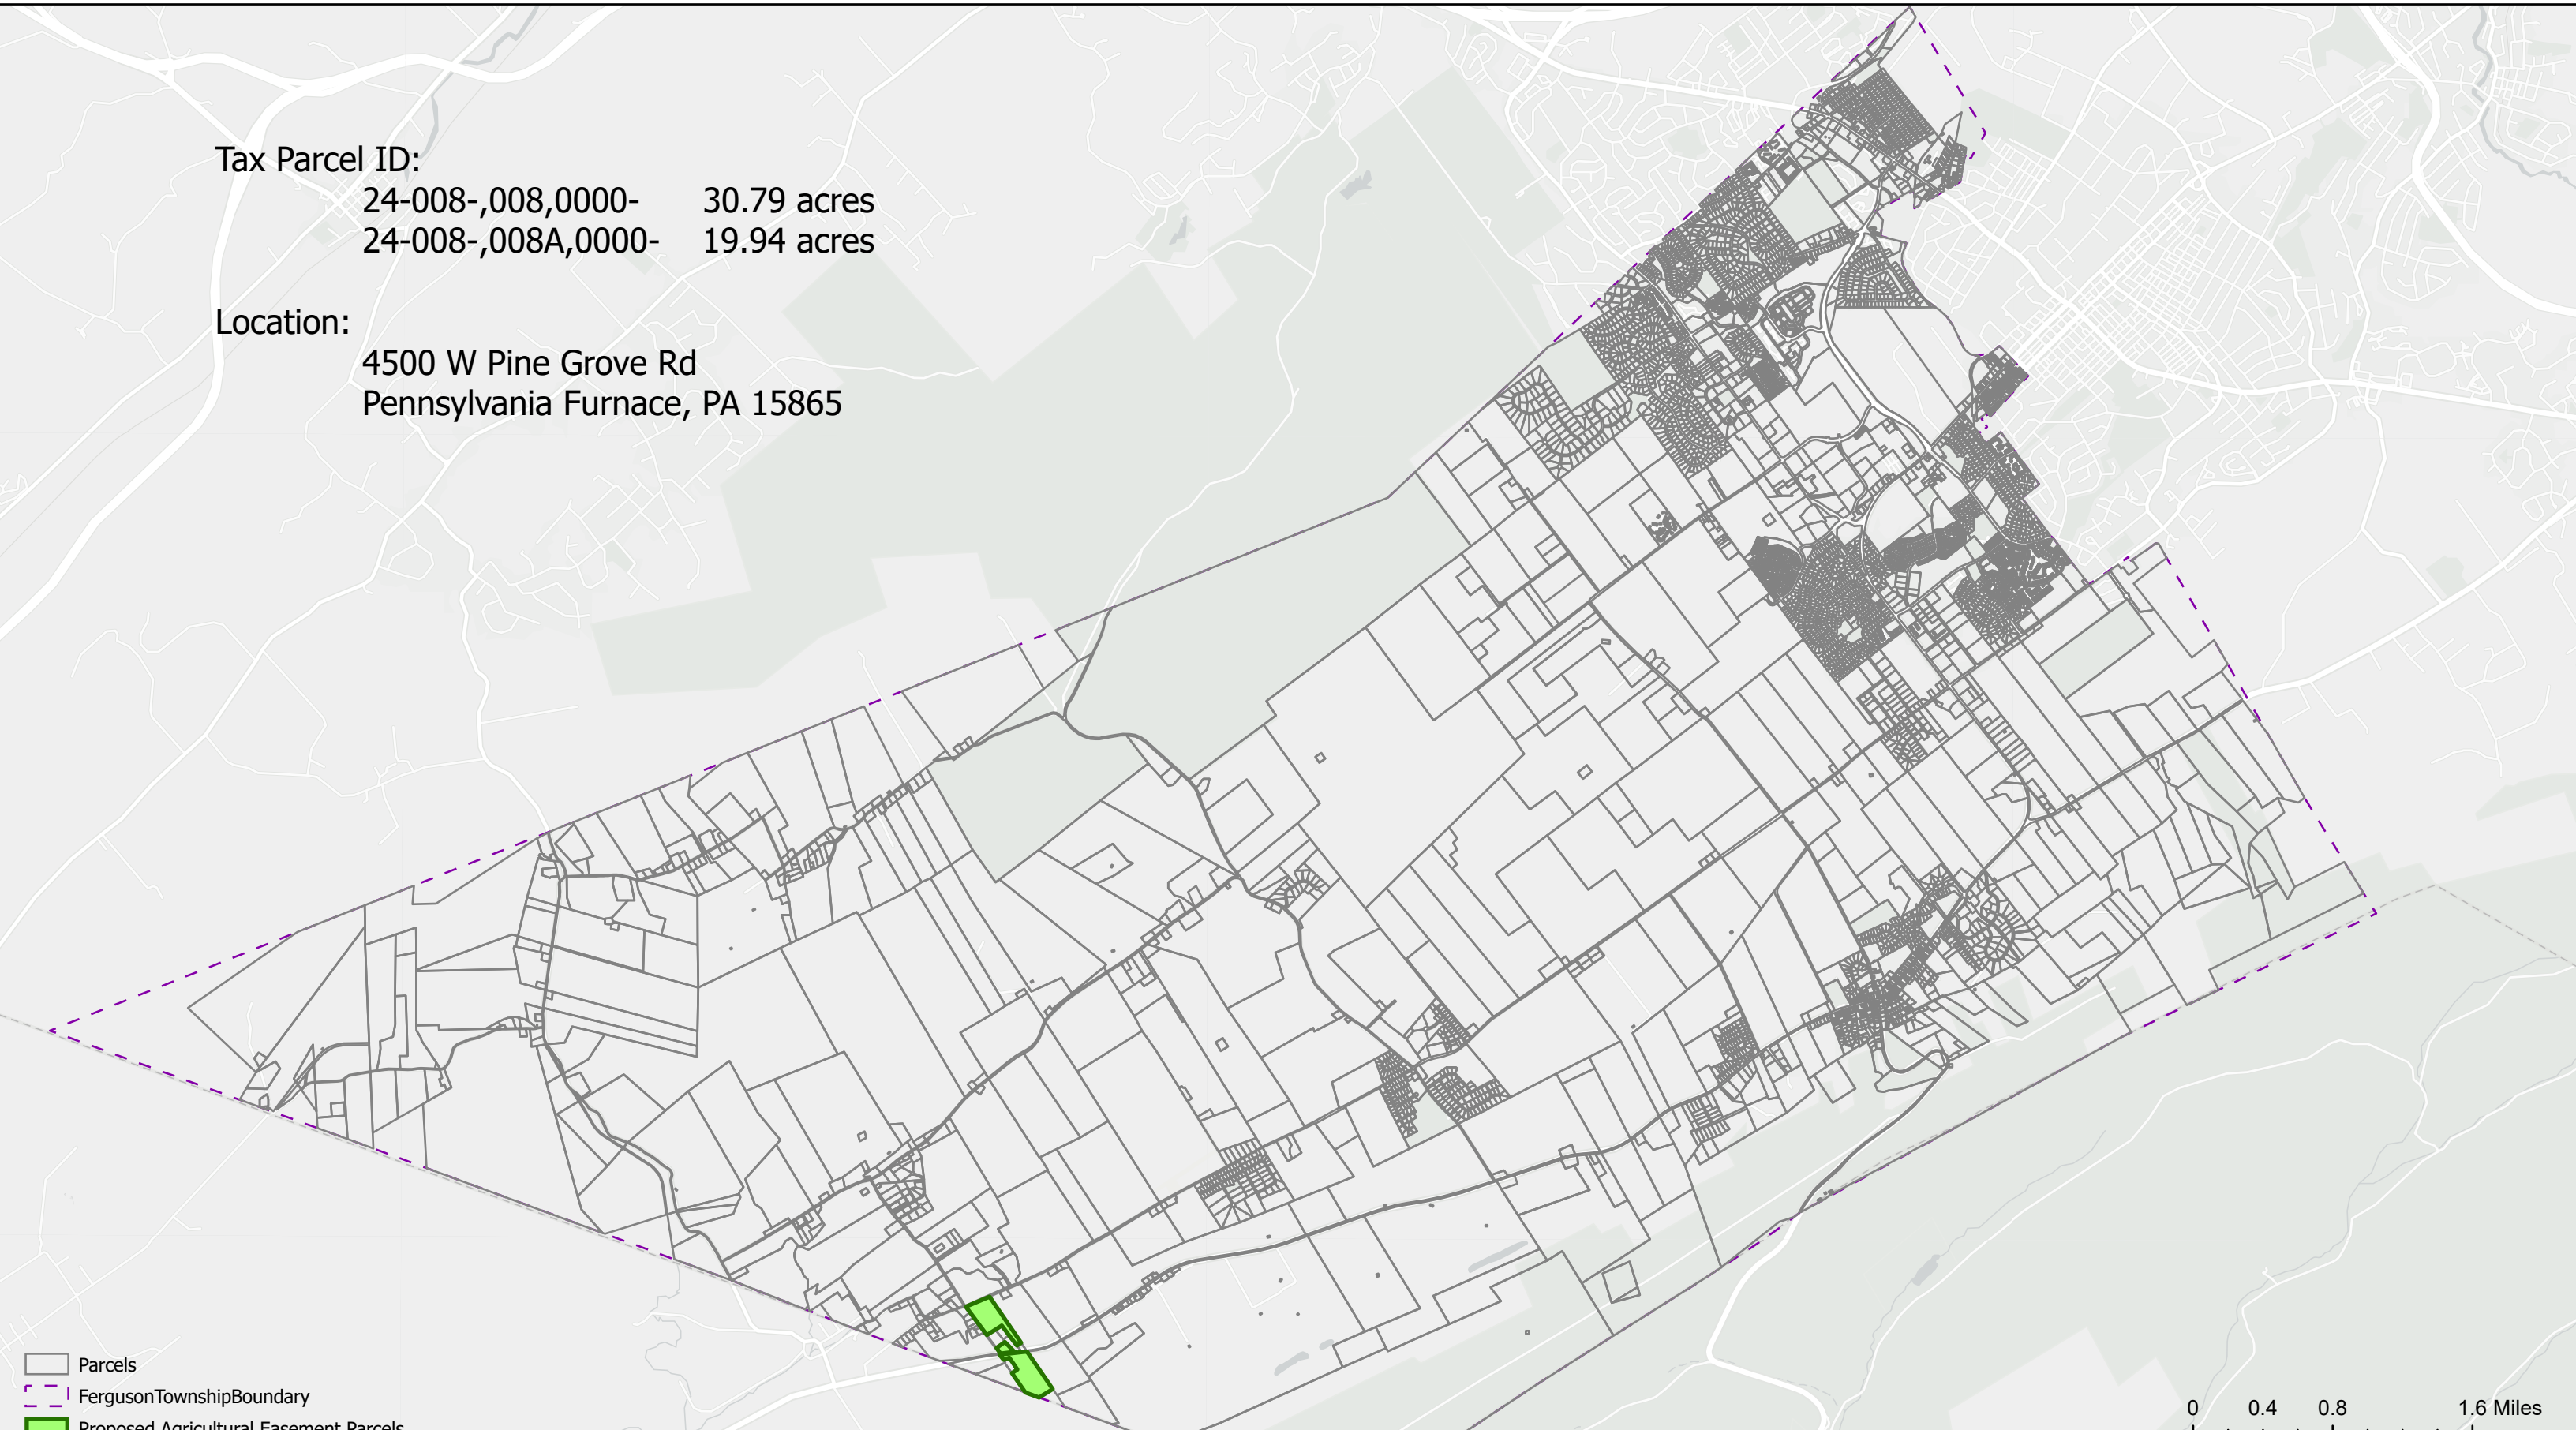 Tax Parcel ID:
24-008-,008,0000- 30.79 acres
24-008-,008A,0000- 19.94 acres
Location:
4500 W Pine Grove Rd
Pennsylvania Furnace, PA 15865
Parcels
FergusonTownshipBoundary
Proposed Agricultural Easement Parcels
0 0.4 0.8 1.6 Miles